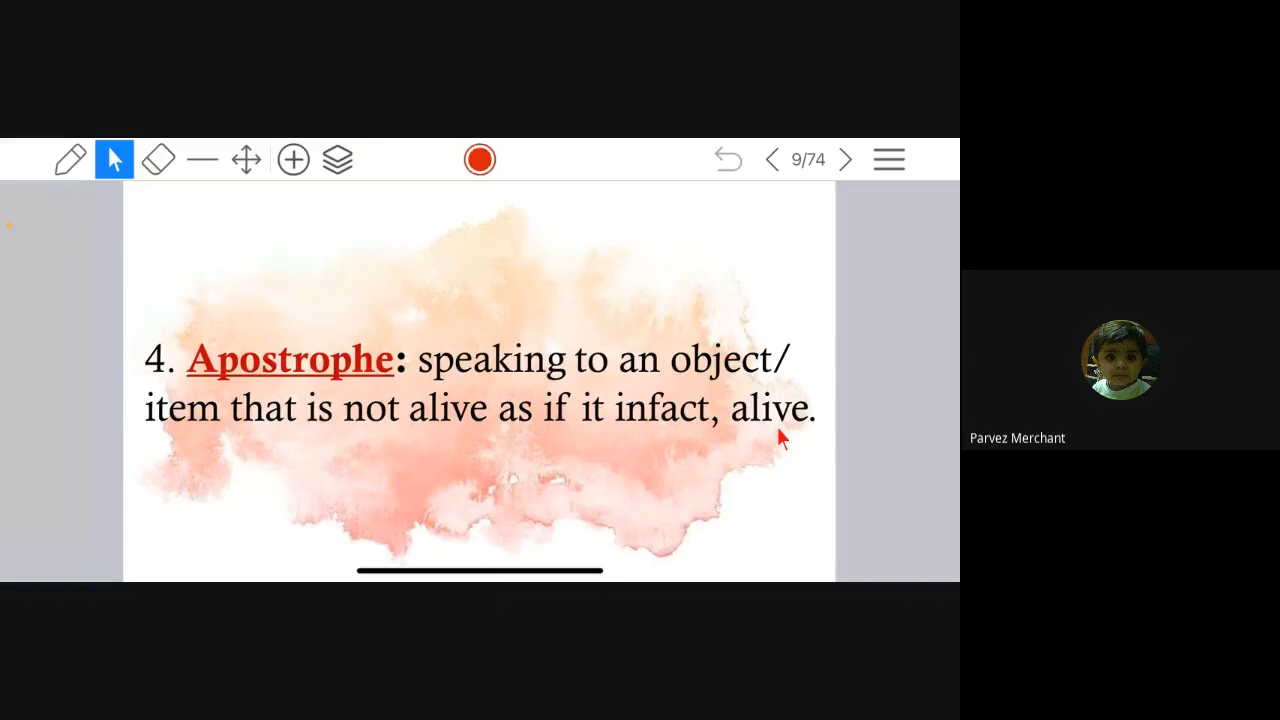 9/74
4. Apostrophe: speaking to an object/
item that is not alive as if it infact, alive.
Parvez Merchant